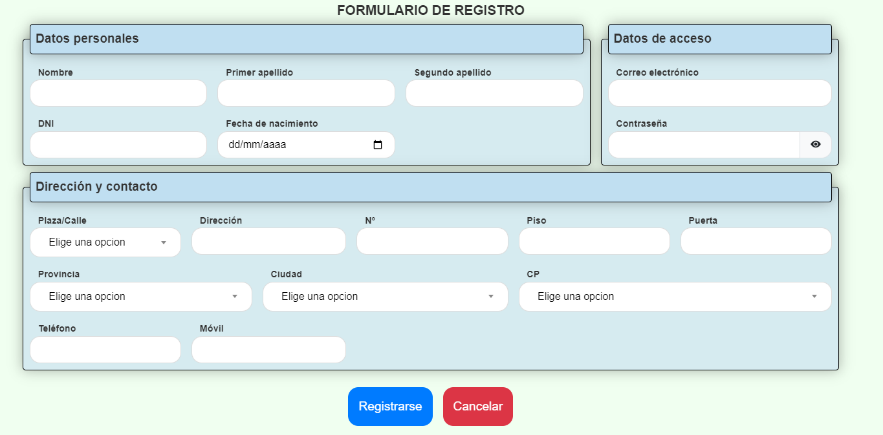 FORMULARIO DE REGISTRO
Datos personales
Nombre Primer apellido Segundo apellido
DNI Fecha de nacimiento
dd/mm/aaaa
Datos de acceso
Correo electrónico
Contraseña
Dirección y contacto
Plaza/Calle Dirección Nº Piso Puerta
Elige una opcion
Provincia Ciudad CP
Elige una opcion Elige una opcion Elige una opcion
Teléfono Móvil
Registrarse Cancelar